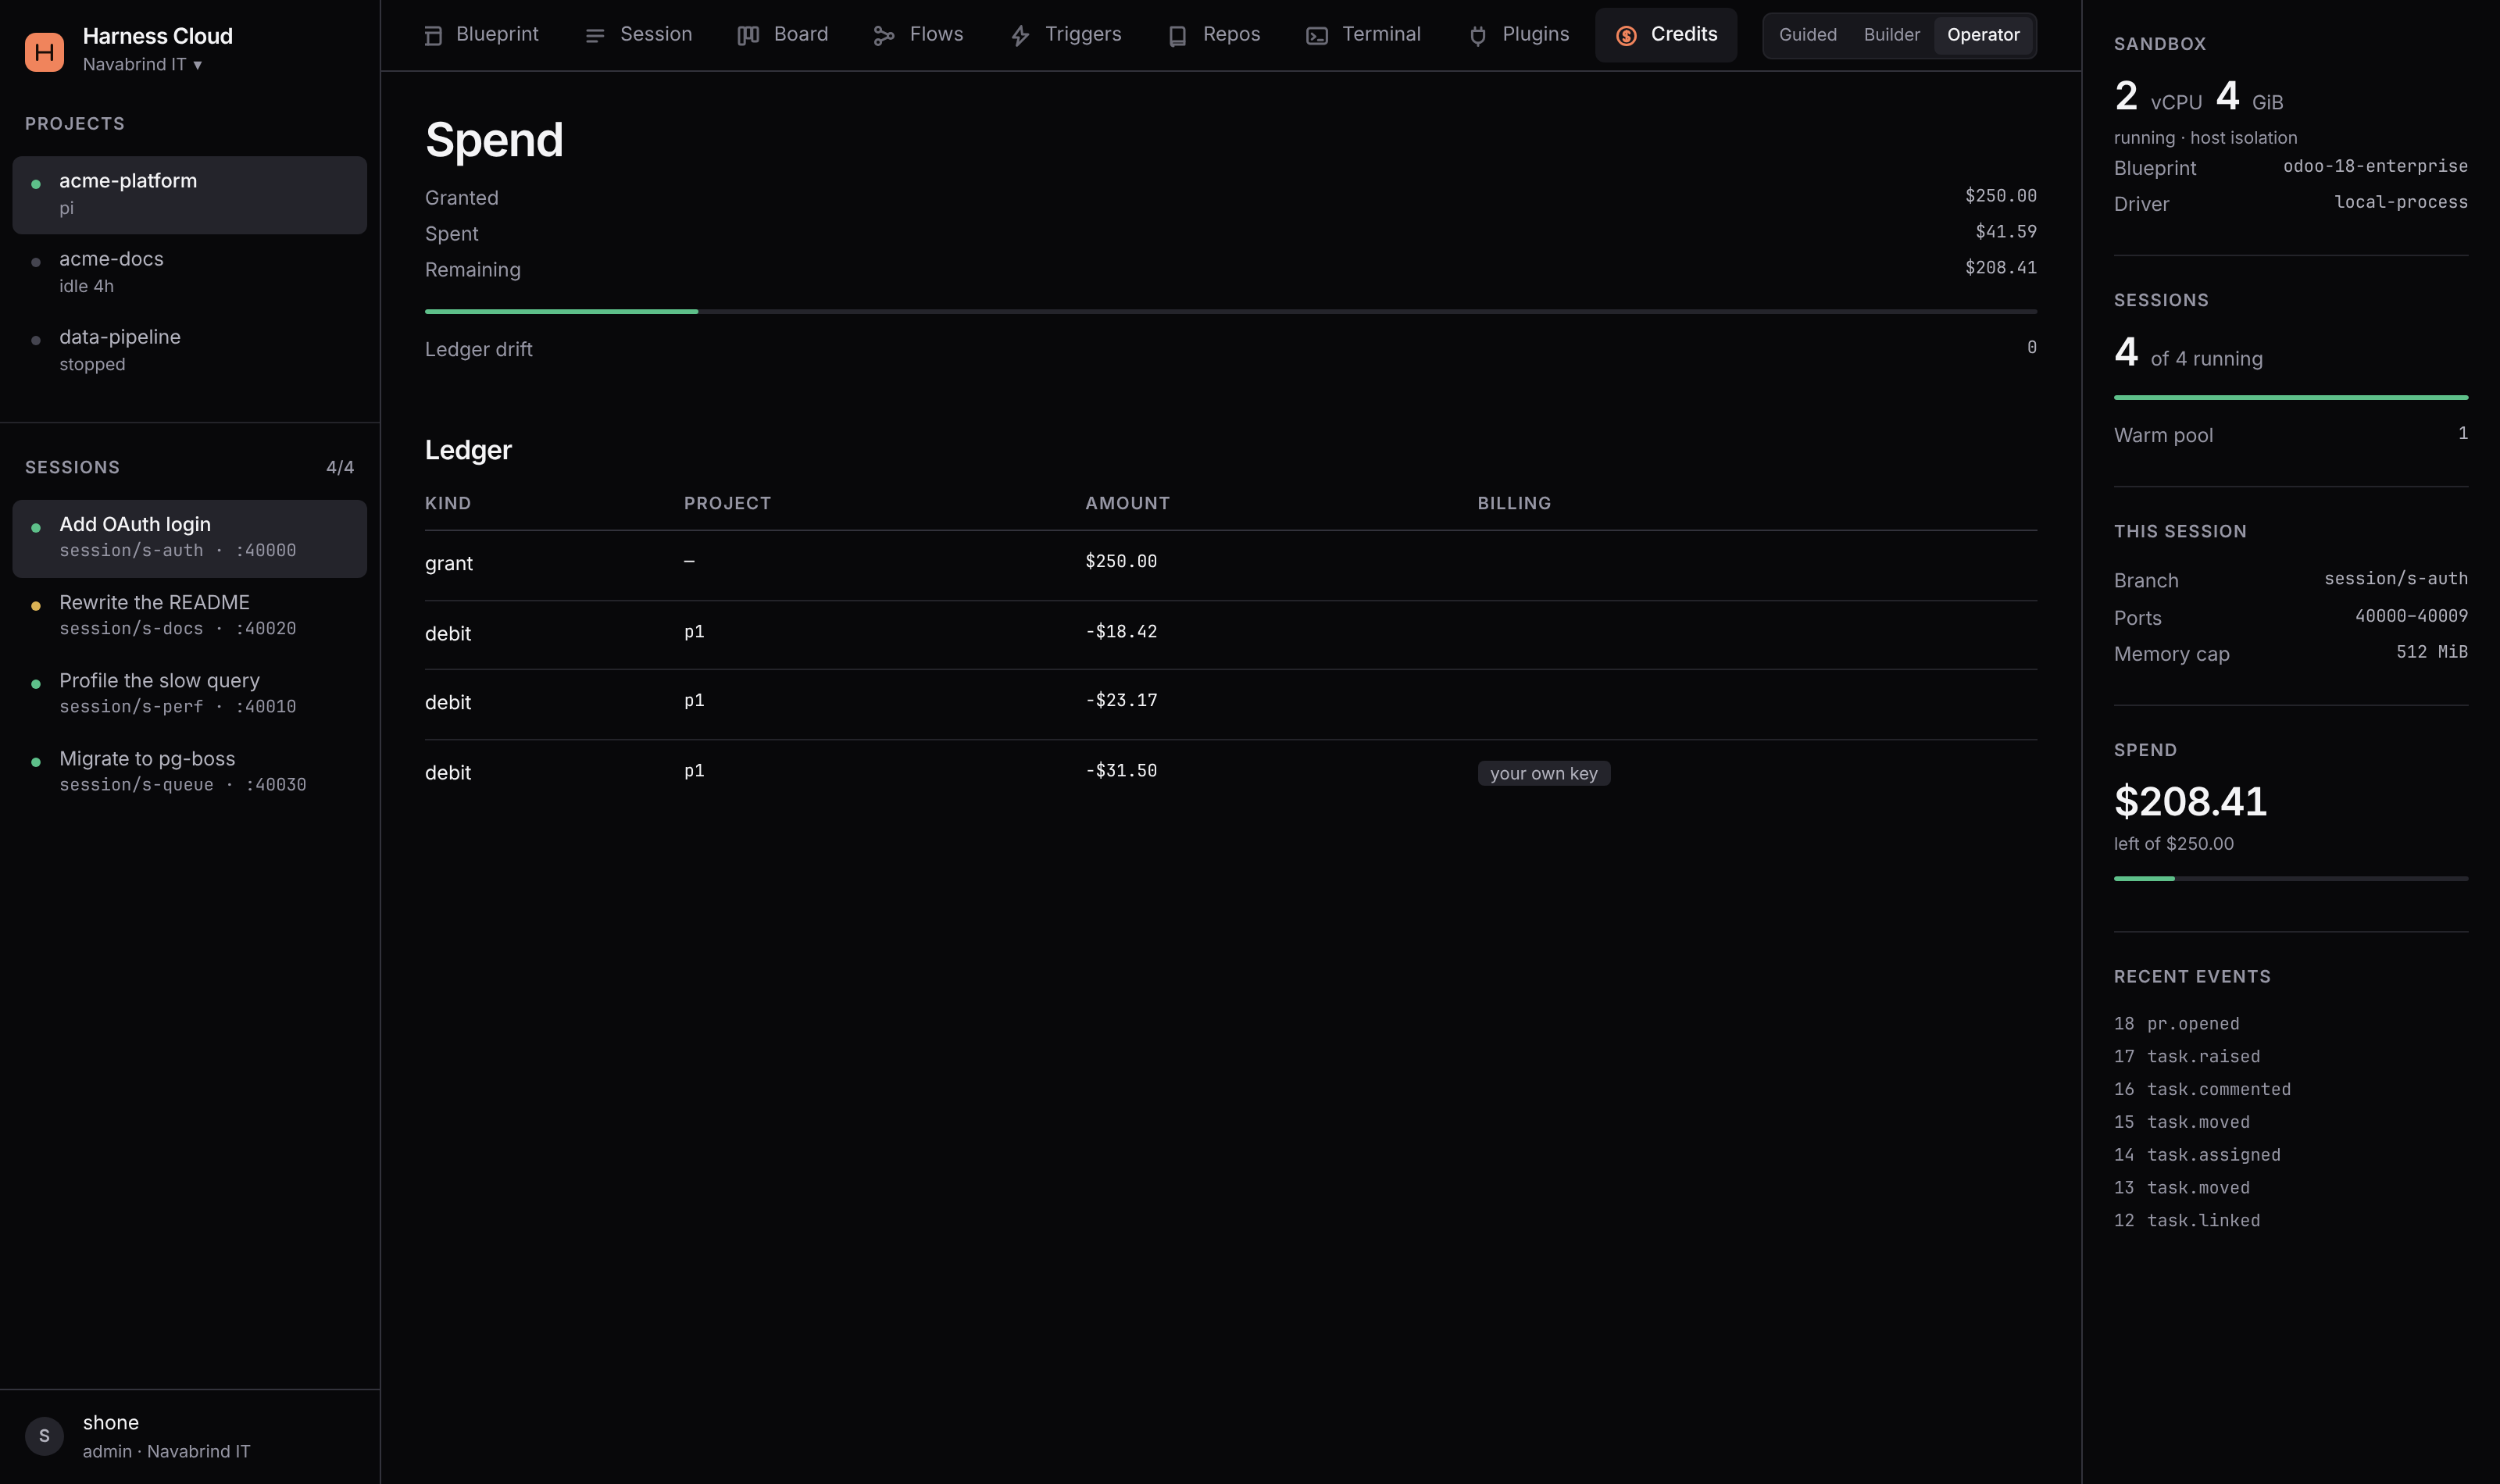 Harness Cloud
Navabrind IT ▾
PROJECTS
acme-platform
pi
acme-docs
idle 4h
data-pipeline
stopped
SESSIONS 4/4
Add OAuth login
session/s-auth · :40000
Rewrite the README
session/s-docs · :40020
Profile the slow query
session/s-perf · :40010
Migrate to pg-boss
session/s-queue · :40030
S
shone
admin · Navabrind IT
Blueprint Session Board Flows Triggers Repos Terminal Plugins Credits Guided Builder Operator
Spend
Granted $250.00
Spent $41.59
Remaining $208.41
Ledger drift 0
Ledger
KIND PROJECT AMOUNT BILLING
grant — $250.00
debit p1 -$18.42
debit p1 -$23.17
debit p1 -$31.50 your own key
SANDBOX
2 vCPU 4 GiB
running · host isolation
Blueprint odoo-18-enterprise
Driver local-process
SESSIONS
4 of 4 running
Warm pool 1
THIS SESSION
Branch session/s-auth
Ports 40000–40009
Memory cap 512 MiB
SPEND
$208.41
left of $250.00
RECENT EVENTS
18 pr.opened
17 task.raised
16 task.commented
15 task.moved
14 task.assigned
13 task.moved
12 task.linked